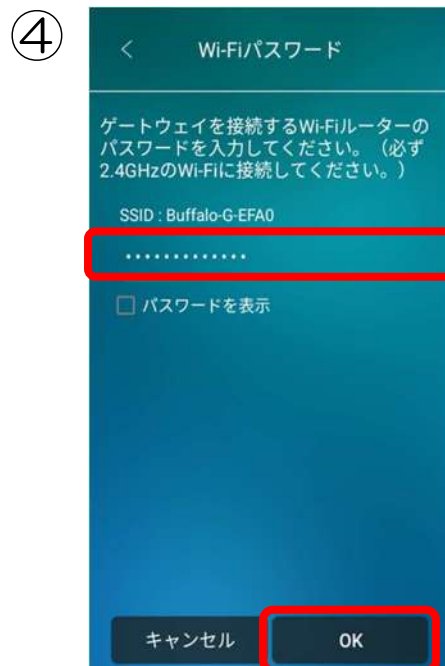 ④
< Wi-Fiパスワード
ゲートウェイを接続するWi-Fiルーターの
パスワードを入力してください。（必ず
2.4GHzのWi-Fiに接続してください。）
SSID : Buffalo-G-EFA0
•••••••••••••
パスワードを表示
キャンセル OK